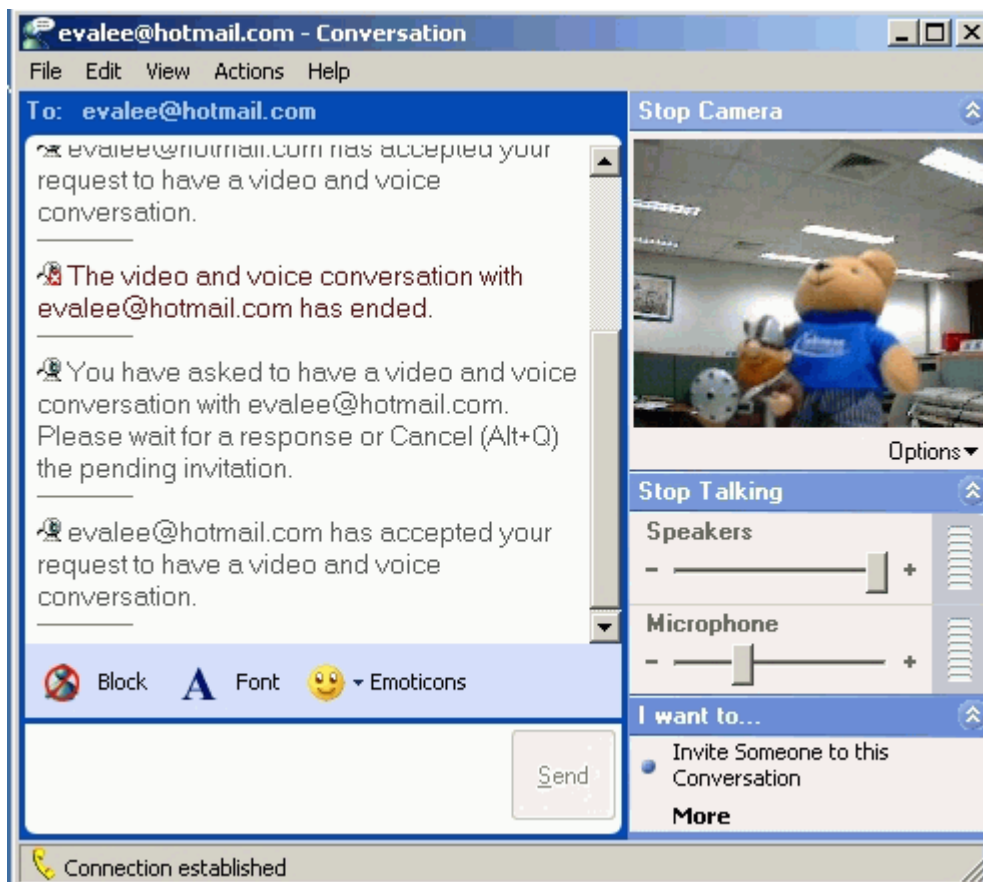 evalee@hotmail.com - Conversation
File Edit View Actions Help
To: evalee@hotmail.com
evalee@hotmail.com has accepted your
request to have a video and voice
conversation.
The video and voice conversation with
evalee@hotmail.com has ended.
You have asked to have a video and voice
conversation with evalee@hotmail.com.
Please wait for a response or Cancel (Alt+Q)
the pending invitation.
evalee@hotmail.com has accepted your
request to have a video and voice
conversation.
Block Font Emoticons
Send
Stop Camera
Options
Stop Talking
Speakers
- +
Microphone
- +
I want to...
Invite Someone to this
Conversation
More
Connection established